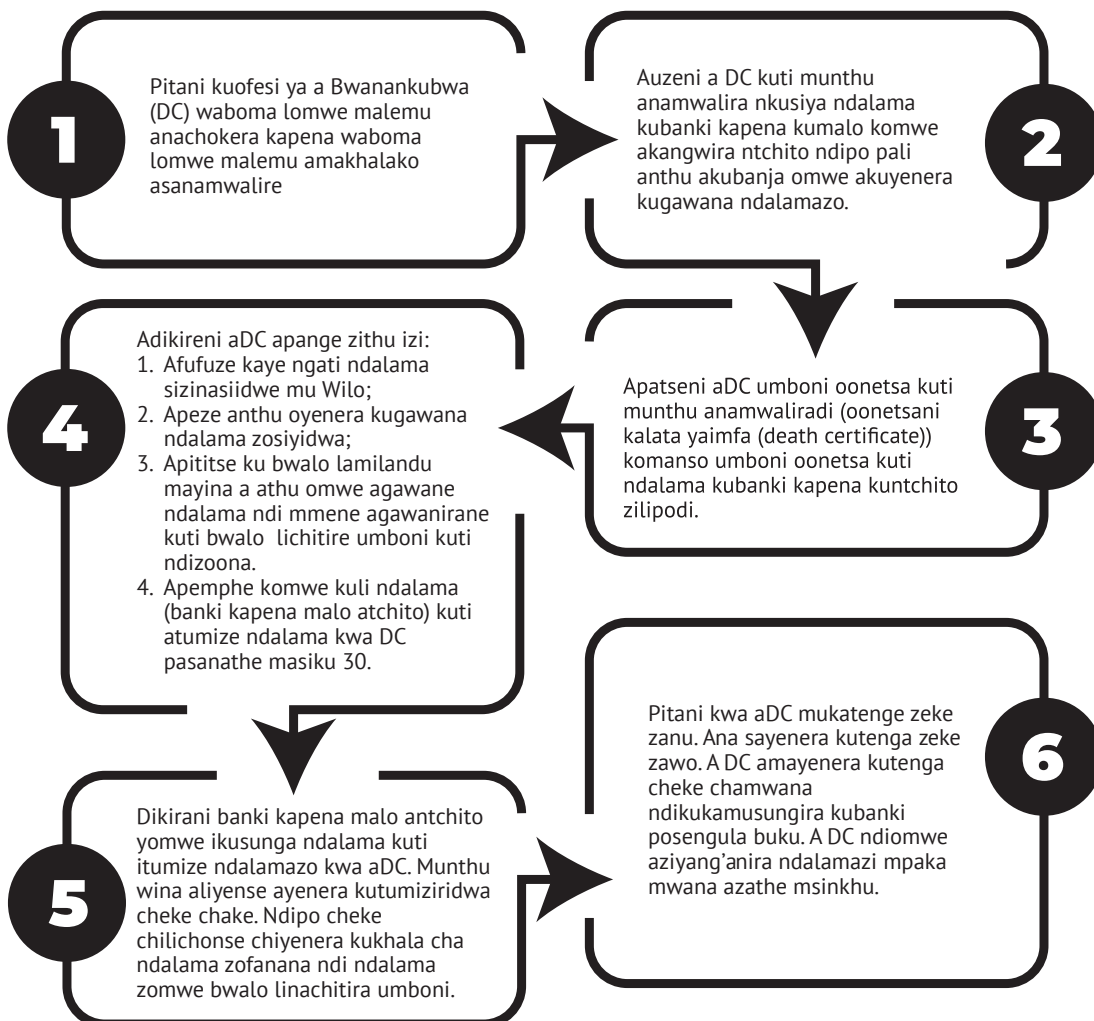 1
Pitani kuofesi ya a Bwanankubwa
(DC) waboma lomwe malemu
anachokera kapena waboma
lomwe malemu amakhalako
asanamwalire
2
Auzeni a DC kuti munthu
anamwalira nkusiya ndalama
kubanki kapena kumalo komwe
akangwira ntchito ndipo pali
anthu akubanja omwe akuyenera
kugawana ndalamazo.
3
Apatseni aDC umboni oonetsa kuti
munthu anamwaliradi (oonetsani
kalata yaimfa (death certificate))
komanso umboni oonetsa kuti
ndalama kubanki kapena kuntchito
zilipodi.
4
Adikireni aDC apange zithu izi:
1. Afufuze kaye ngati ndalama
sizinasiidwe mu Wilo;
2. Apeze anthu oyenera kugawana
ndalama zosiyidwa;
3. Apititse ku bwalo lamilandu
mayina a athu omwe agawane
ndalama ndi mmene agawanirane
kuti bwalo lichitire umboni kuti
ndizoona.
4. Apemphe komwe kuli ndalama
(banki kapena malo atchito) kuti
atumize ndalama kwa DC
pasanathe masiku 30.
5
Dikirani banki kapena malo antchito
yomwe ikusunga ndalama kuti
itumize ndalamazo kwa aDC. Munthu
wina aliyense ayenera kutumiziridwa
cheke chake. Ndipo cheke
chilichonse chiyenera kukhala cha
ndalama zofanana ndi ndalama
zomwe bwalo linachitira umboni.
6
Pitani kwa aDC mukatenge zeke
zanu. Ana sayenera kutenga zeke
zawo. A DC amayenera kutenga
cheke chamwana
ndikukamusungira kubanki
posengula buku. A DC ndiomwe
aziyang’anira ndalamazi mpaka
mwana azathe msinkhu.